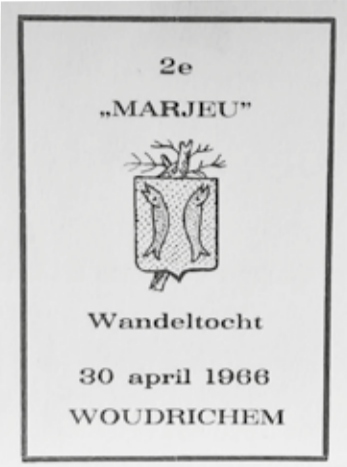 2e
„MARJEU”
Wandeltocht
30 april 1966
WOUDRICHEM